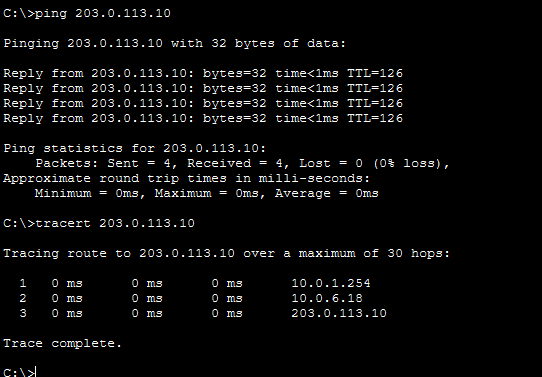 C:\>ping 203.0.113.10
Pinging 203.0.113.10 with 32 bytes of data:
Reply from 203.0.113.10: bytes=32 time<1ms TTL=126
Reply from 203.0.113.10: bytes=32 time<1ms TTL=126
Reply from 203.0.113.10: bytes=32 time<1ms TTL=126
Reply from 203.0.113.10: bytes=32 time<1ms TTL=126
Ping statistics for 203.0.113.10:
    Packets: Sent = 4, Received = 4, Lost = 0 (0% loss),
Approximate round trip times in milli-seconds:
    Minimum = 0ms, Maximum = 0ms, Average = 0ms
C:\>tracert 203.0.113.10
Tracing route to 203.0.113.10 over a maximum of 30 hops:
  1   0 ms      0 ms      0 ms      10.0.1.254
  2   0 ms      0 ms      0 ms      10.0.6.18
  3   0 ms      0 ms      0 ms      203.0.113.10
Trace complete.
C:\>